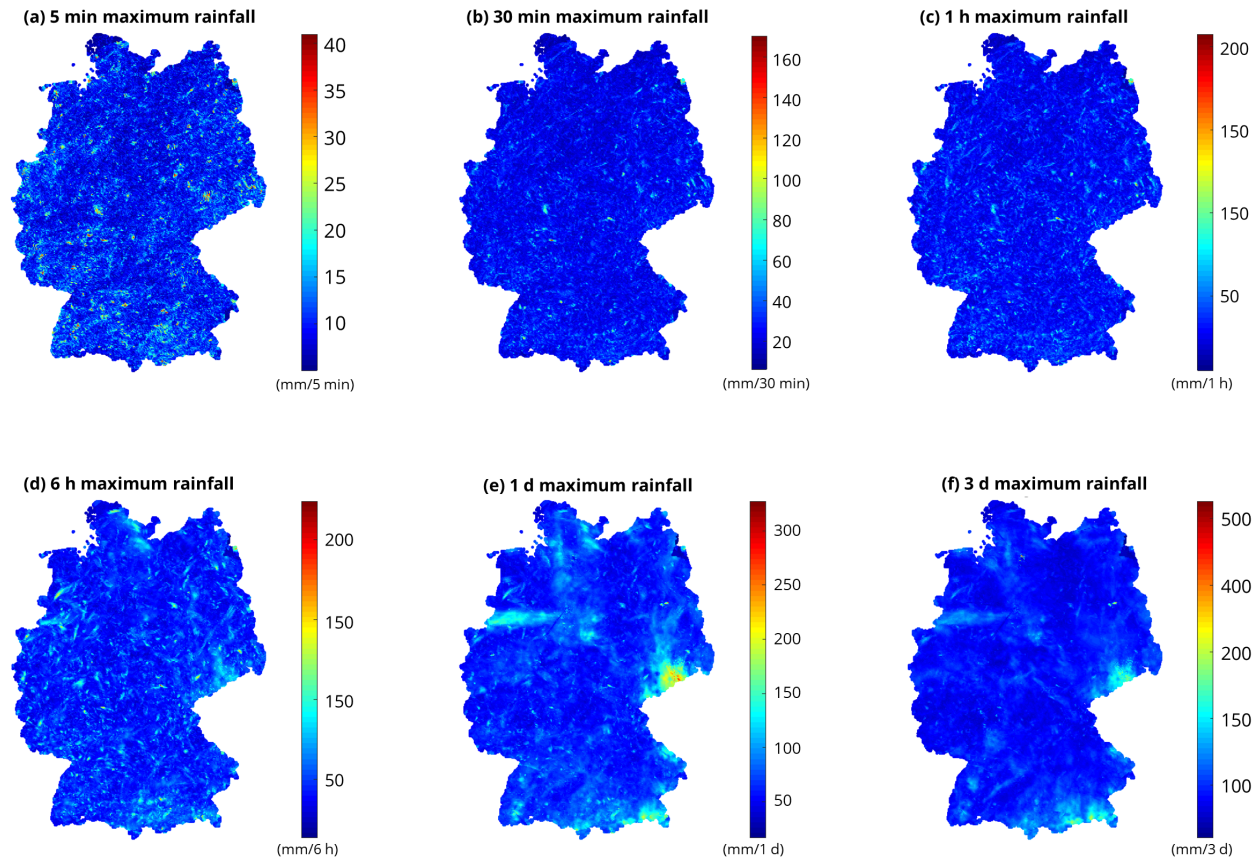 (a) 5 min maximum rainfall
40
35
30
25
20
15
10
(mm/5 min)
(b) 30 min maximum rainfall
160
140
120
100
80
60
40
20
(mm/30 min)
(c) 1 h maximum rainfall
200
150
150
50
(mm/1 h)
(d) 6 h maximum rainfall
200
150
150
50
(mm/6 h)
(e) 1 d maximum rainfall
300
250
200
150
100
50
(mm/1 d)
(f) 3 d maximum rainfall
500
400
200
150
100
(mm/3 d)